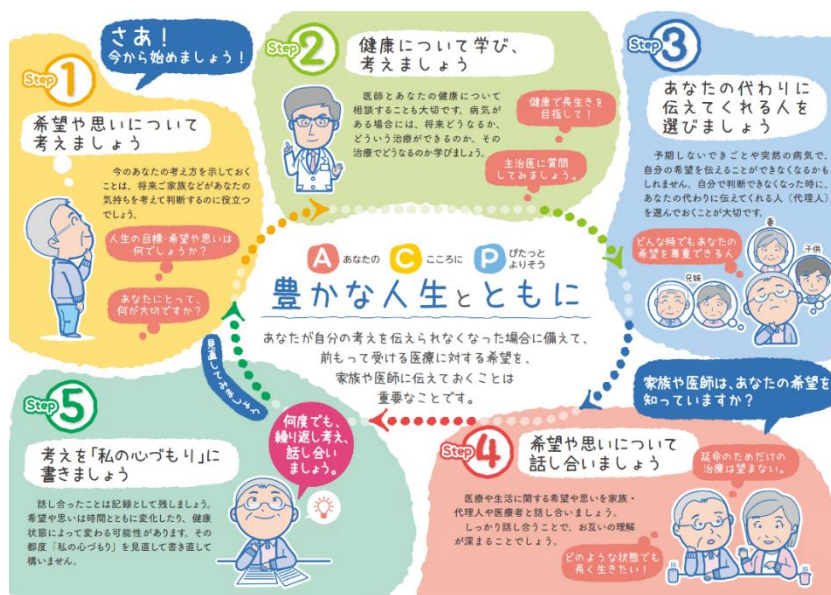 さあ!
今から始めましょう!
Step 1
希望や思いについて
考えましょう
今のあなたの考え方を示しておく
ことは、将来ご家族などがあなたの
気持ちを考えて判断するのに役立つ
でしょう。
人生の目標・希望や思いは
何でしょうか?
あなたにとって、
何が大切ですか?
Step 2
健康について学び、
考えましょう
医師とあなたの健康について
相談することも大切です。病気が
ある場合には、将来どうなるか、
どういう治療ができるのか、その
治療でどうなるのか学びましょう。
健康で長生きを
目指して!
主治医に質問
してみましょう。
Step 3
あなたの代わりに
伝えてくれる人を
選びましょう
予期しないできごとや突然の病気で、
自分の希望を伝えることができなくなるかも
しれません。自分で判断できなくなった時に、
あなたの代わりに伝えてくれる人(代理人)
を選んでおくことが大切です。
どんな時でもあなたの
希望を尊重できる人
妻
子供
兄妹
A あなたの C こころに P ぴたっと
よりそう
豊かな人生とともに
あなたが自分の考えを伝えられなくなった場合に備えて、
前もって受ける医療に対する希望を、
家族や医師に伝えておくことは
重要なことです。
家族や医師は、あなたの希望を
知っていますか?
Step 4
希望や思いについて
話し合いましょう
医療や生活に関する希望や思いを家族・
代理人や医療者と話し合いましょう。
しっかり話し合うことで、お互いの理解
が深まることでしょう。
延命のためだけの
治療は望まない。
どのような状態でも
長く生きたい!
Step 5
考えを「私の心づもり」に
書きましょう
話し合ったことは記録として残しましょう。
希望や思いは時間とともに変化したり、健康
状態によって変わる可能性があります。その
都度「私の心づもり」を見直して書き直して
構いません。
何度でも、
繰り返し考え、
話し合い
ましょう。
見直してみましょう